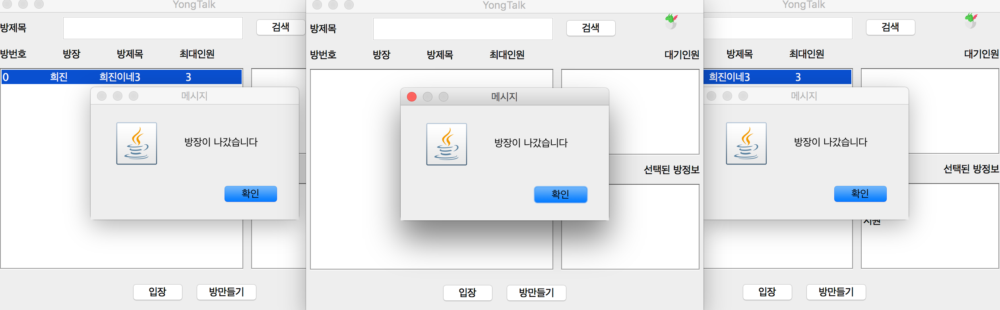 YongTalk
방제목
검색
방번호 방장 방제목 최대인원
0 희진 희진이네3 3
메시지
방장이 나갔습니다
확인
입장 방만들기
YongTalk
방제목
검색
방번호 방장 방제목 최대인원 대기인원
메시지
방장이 나갔습니다
확인
선택된 방정보
입장 방만들기
YongTalk
검색
방제목 최대인원 대기인원
희진이네3 3
메시지
방장이 나갔습니다
확인
선택된 방정보
입장 방만들기